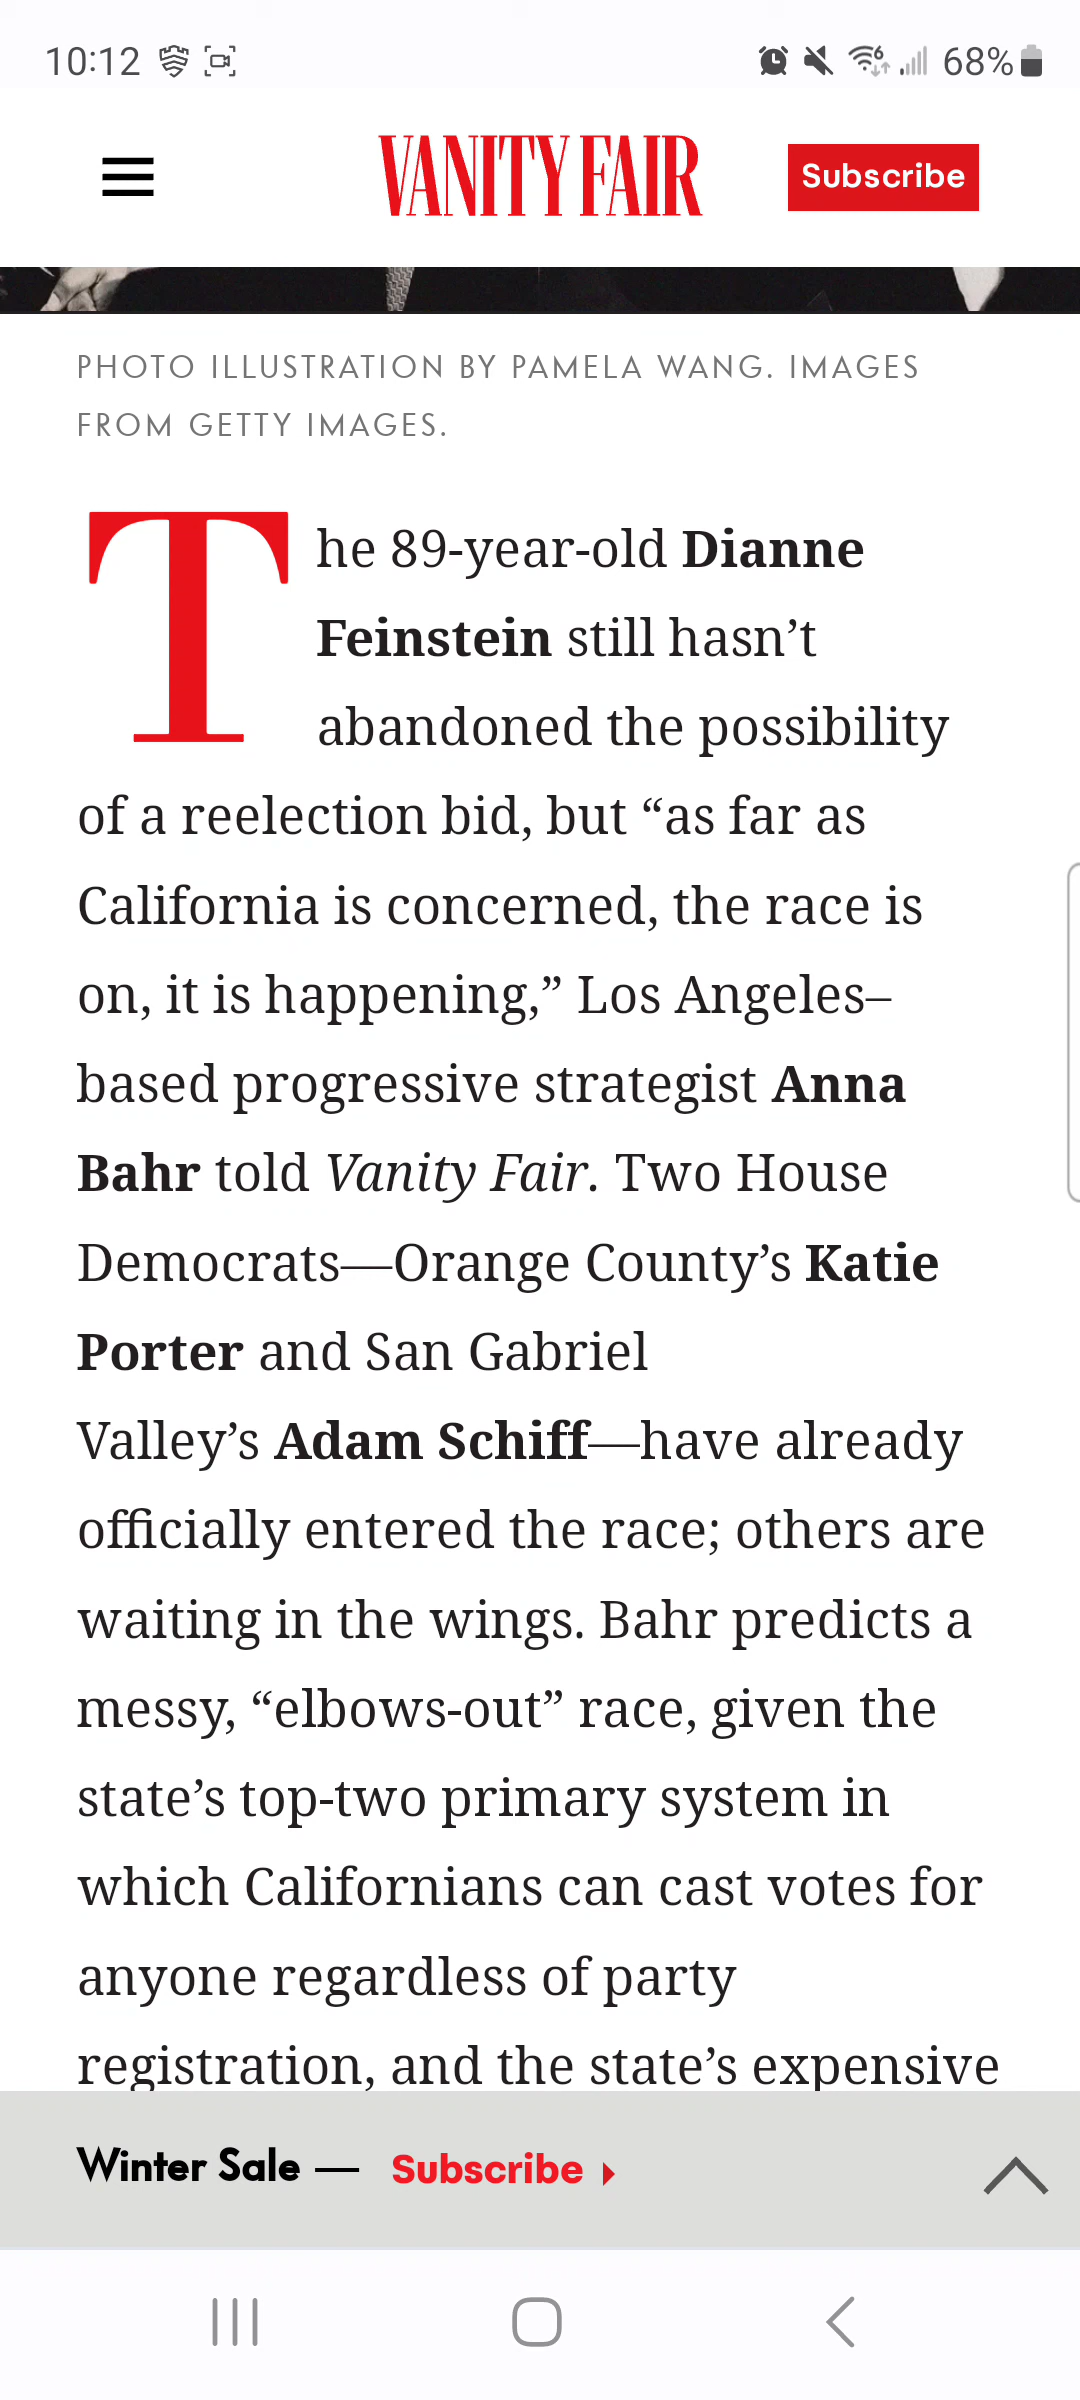 10:12 68%
VANITY FAIR
Subscribe
PHOTO ILLUSTRATION BY PAMELA WANG. IMAGES
FROM GETTY IMAGES.
The 89-year-old Dianne
Feinstein still hasn’t
abandoned the possibility
of a reelection bid, but “as far as
California is concerned, the race is
on, it is happening,” Los Angeles–
based progressive strategist Anna
Bahr told Vanity Fair. Two House
Democrats—Orange County’s Katie
Porter and San Gabriel
Valley’s Adam Schiff—have already
officially entered the race; others are
waiting in the wings. Bahr predicts a
messy, “elbows-out” race, given the
state’s top-two primary system in
which Californians can cast votes for
anyone regardless of party
registration, and the state’s expensive
Winter Sale — Subscribe